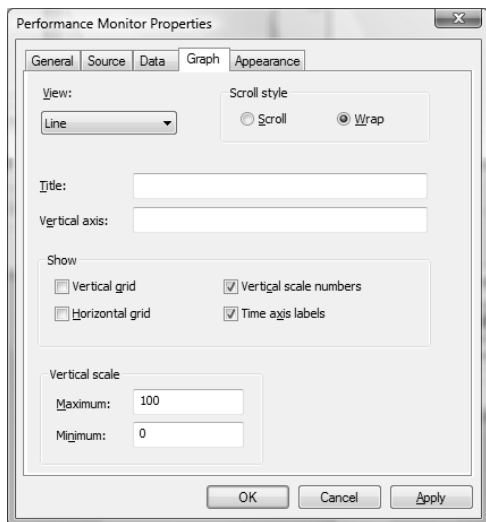 Performance Monitor Properties
X
General Source Data Graph Appearance
View:
Line
Scroll style
Scroll Wrap
Title:
Vertical axis:
Show
Vertical grid Vertical scale numbers
Horizontal grid Time axis labels
Vertical scale
Maximum: 100
Minimum: 0
OK Cancel Apply